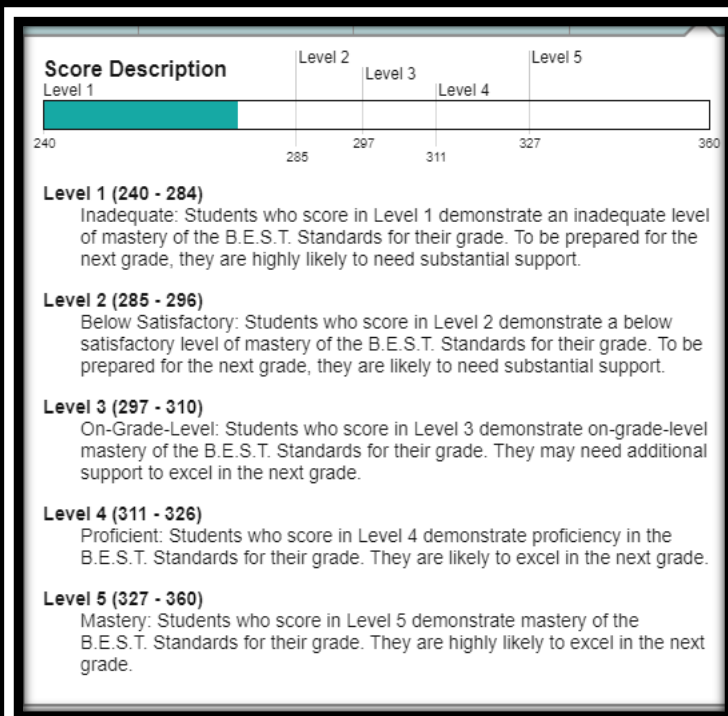 Level 2
Level 5
Score Description
Level 3
Level 1
Level 4
240
297
327
360
285
311
Level 1 (240 - 284)
Inadequate: Students who score in Level 1 demonstrate an inadequate level
of mastery of the B.E.S.T. Standards for their grade. To be prepared for the
next grade, they are highly likely to need substantial support.
Level 2 (285 - 296)
Below Satisfactory: Students who score in Level 2 demonstrate a below
satisfactory level of mastery of the B.E.S.T. Standards for their grade. To be
prepared for the next grade, they are likely to need substantial support.
Level 3 (297 - 310)
On-Grade-Level: Students who score in Level 3 demonstrate on-grade-level
mastery of the B.E.S.T. Standards for their grade. They may need additional
support to excel in the next grade.
Level 4 (311 - 326)
Proficient: Students who score in Level 4 demonstrate proficiency in the
B.E.S.T. Standards for their grade. They are likely to excel in the next grade.
Level 5 (327 - 360)
Mastery: Students who score in Level 5 demonstrate mastery of the
B.E.S.T. Standards for their grade. They are highly likely to excel in the next
grade.